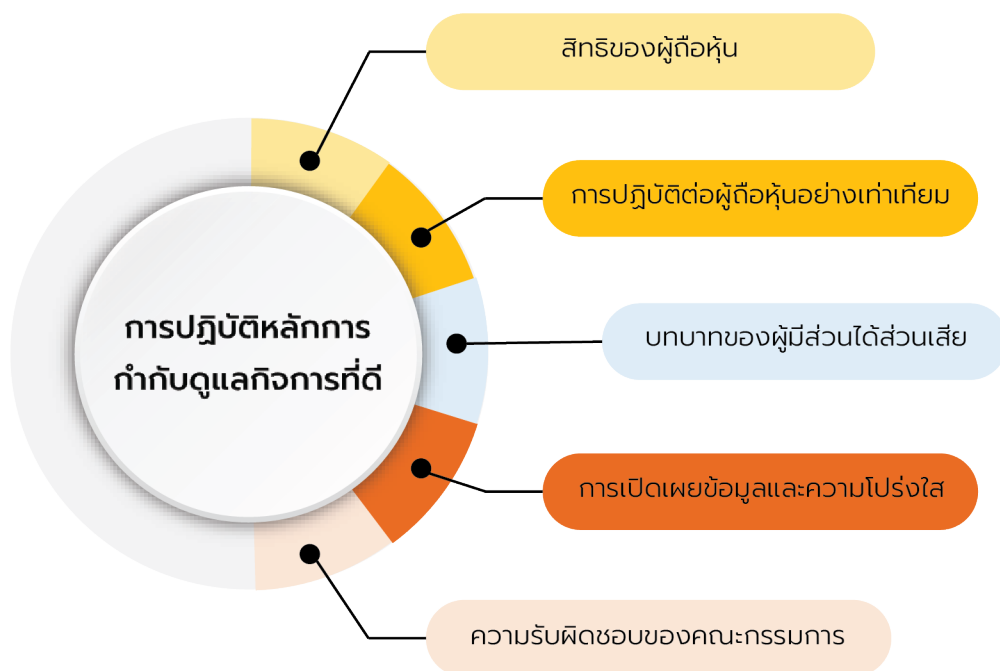 สิทธิของผู้ถือหุ้น
การปฏิบัติต่อผู้ถือหุ้นอย่างเท่าเทียม
การปฏิบัติหลักการ
กำกับดูแลกิจการที่ดี
บทบาทของผู้มีส่วนได้ส่วนเสีย
การเปิดเผยข้อมูลและความโปร่งใส
ความรับผิดชอบของคณะกรรมการ